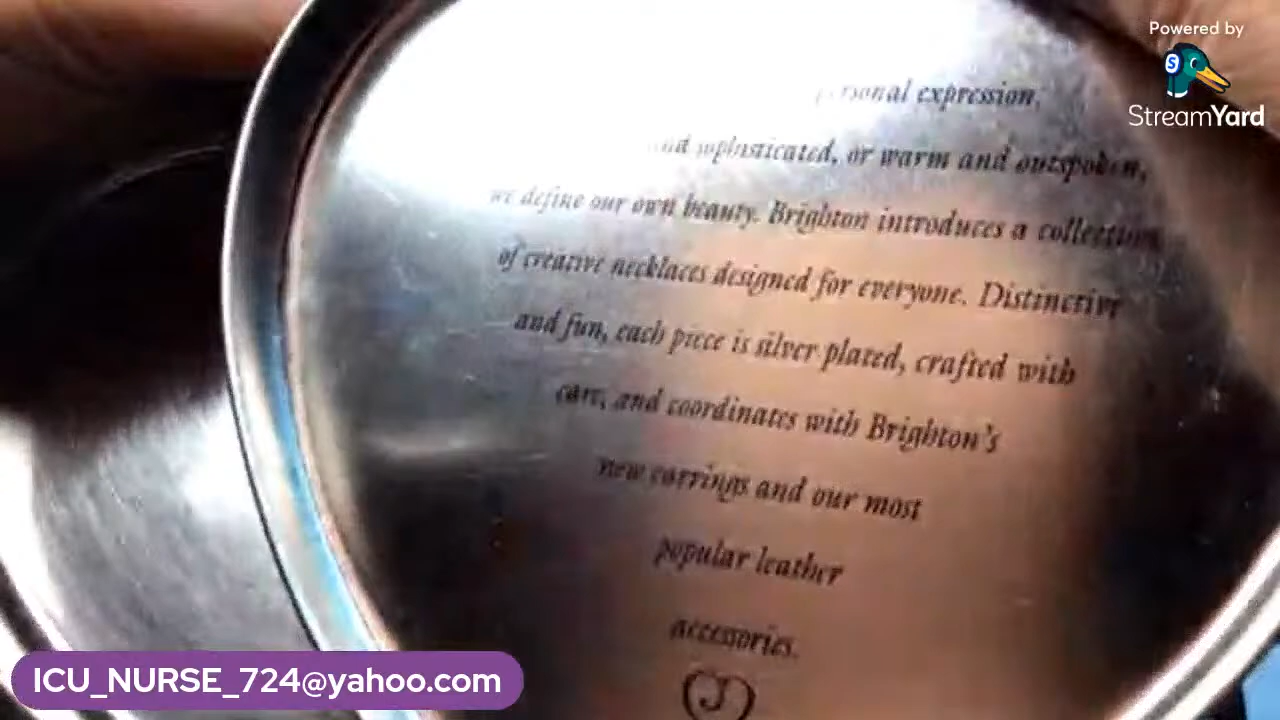 Powered by
StreamYard
personal expression,
and sophisticated, or warm and outspoken,
we define our own beauty. Brighton introduces a collection
of creative necklaces designed for everyone. Distinctive
and fun, each piece is silver plated, crafted with
care, and coordinates with Brighton's
new earrings and our most
popular leather
accessories.
ICU_NURSE_724@yahoo.com